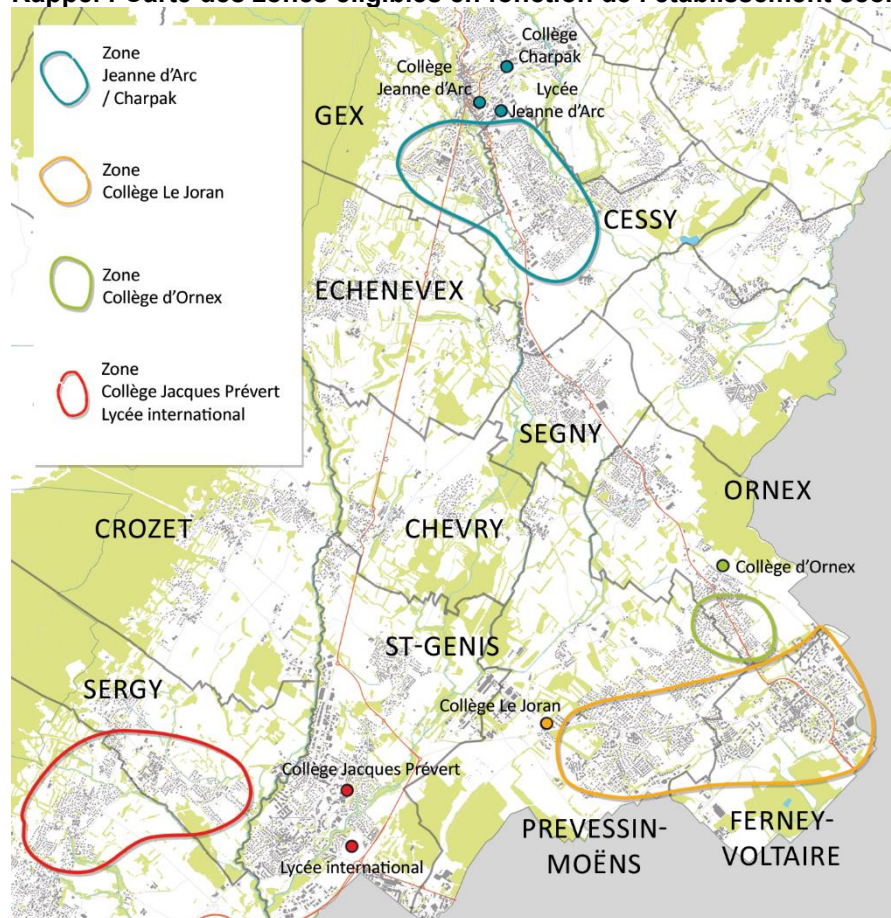 Rappel : Carte des zones éligibles en fonction de l'établissement
Zone
Jeanne d'Arc
/ Charpak
Zone
Collège Le Joran
Zone
Collège d'Ornex
Zone
Collège Jacques Prévert
Lycée international
Collège
Charpak
Collège
Jeanne d'Arc
Lycée
Jeanne d'Arc
GEX
CESSY
ECHENEVEX
SEGNY
ORNEX
CROZET
CHEVRY
Collège d'Ornex
ST-GENIS
SERGY
Collège Le Joran
Collège Jacques Prévert
PREVESSIN-
MOËNS
FERNEY-
VOLTAIRE
Lycée international